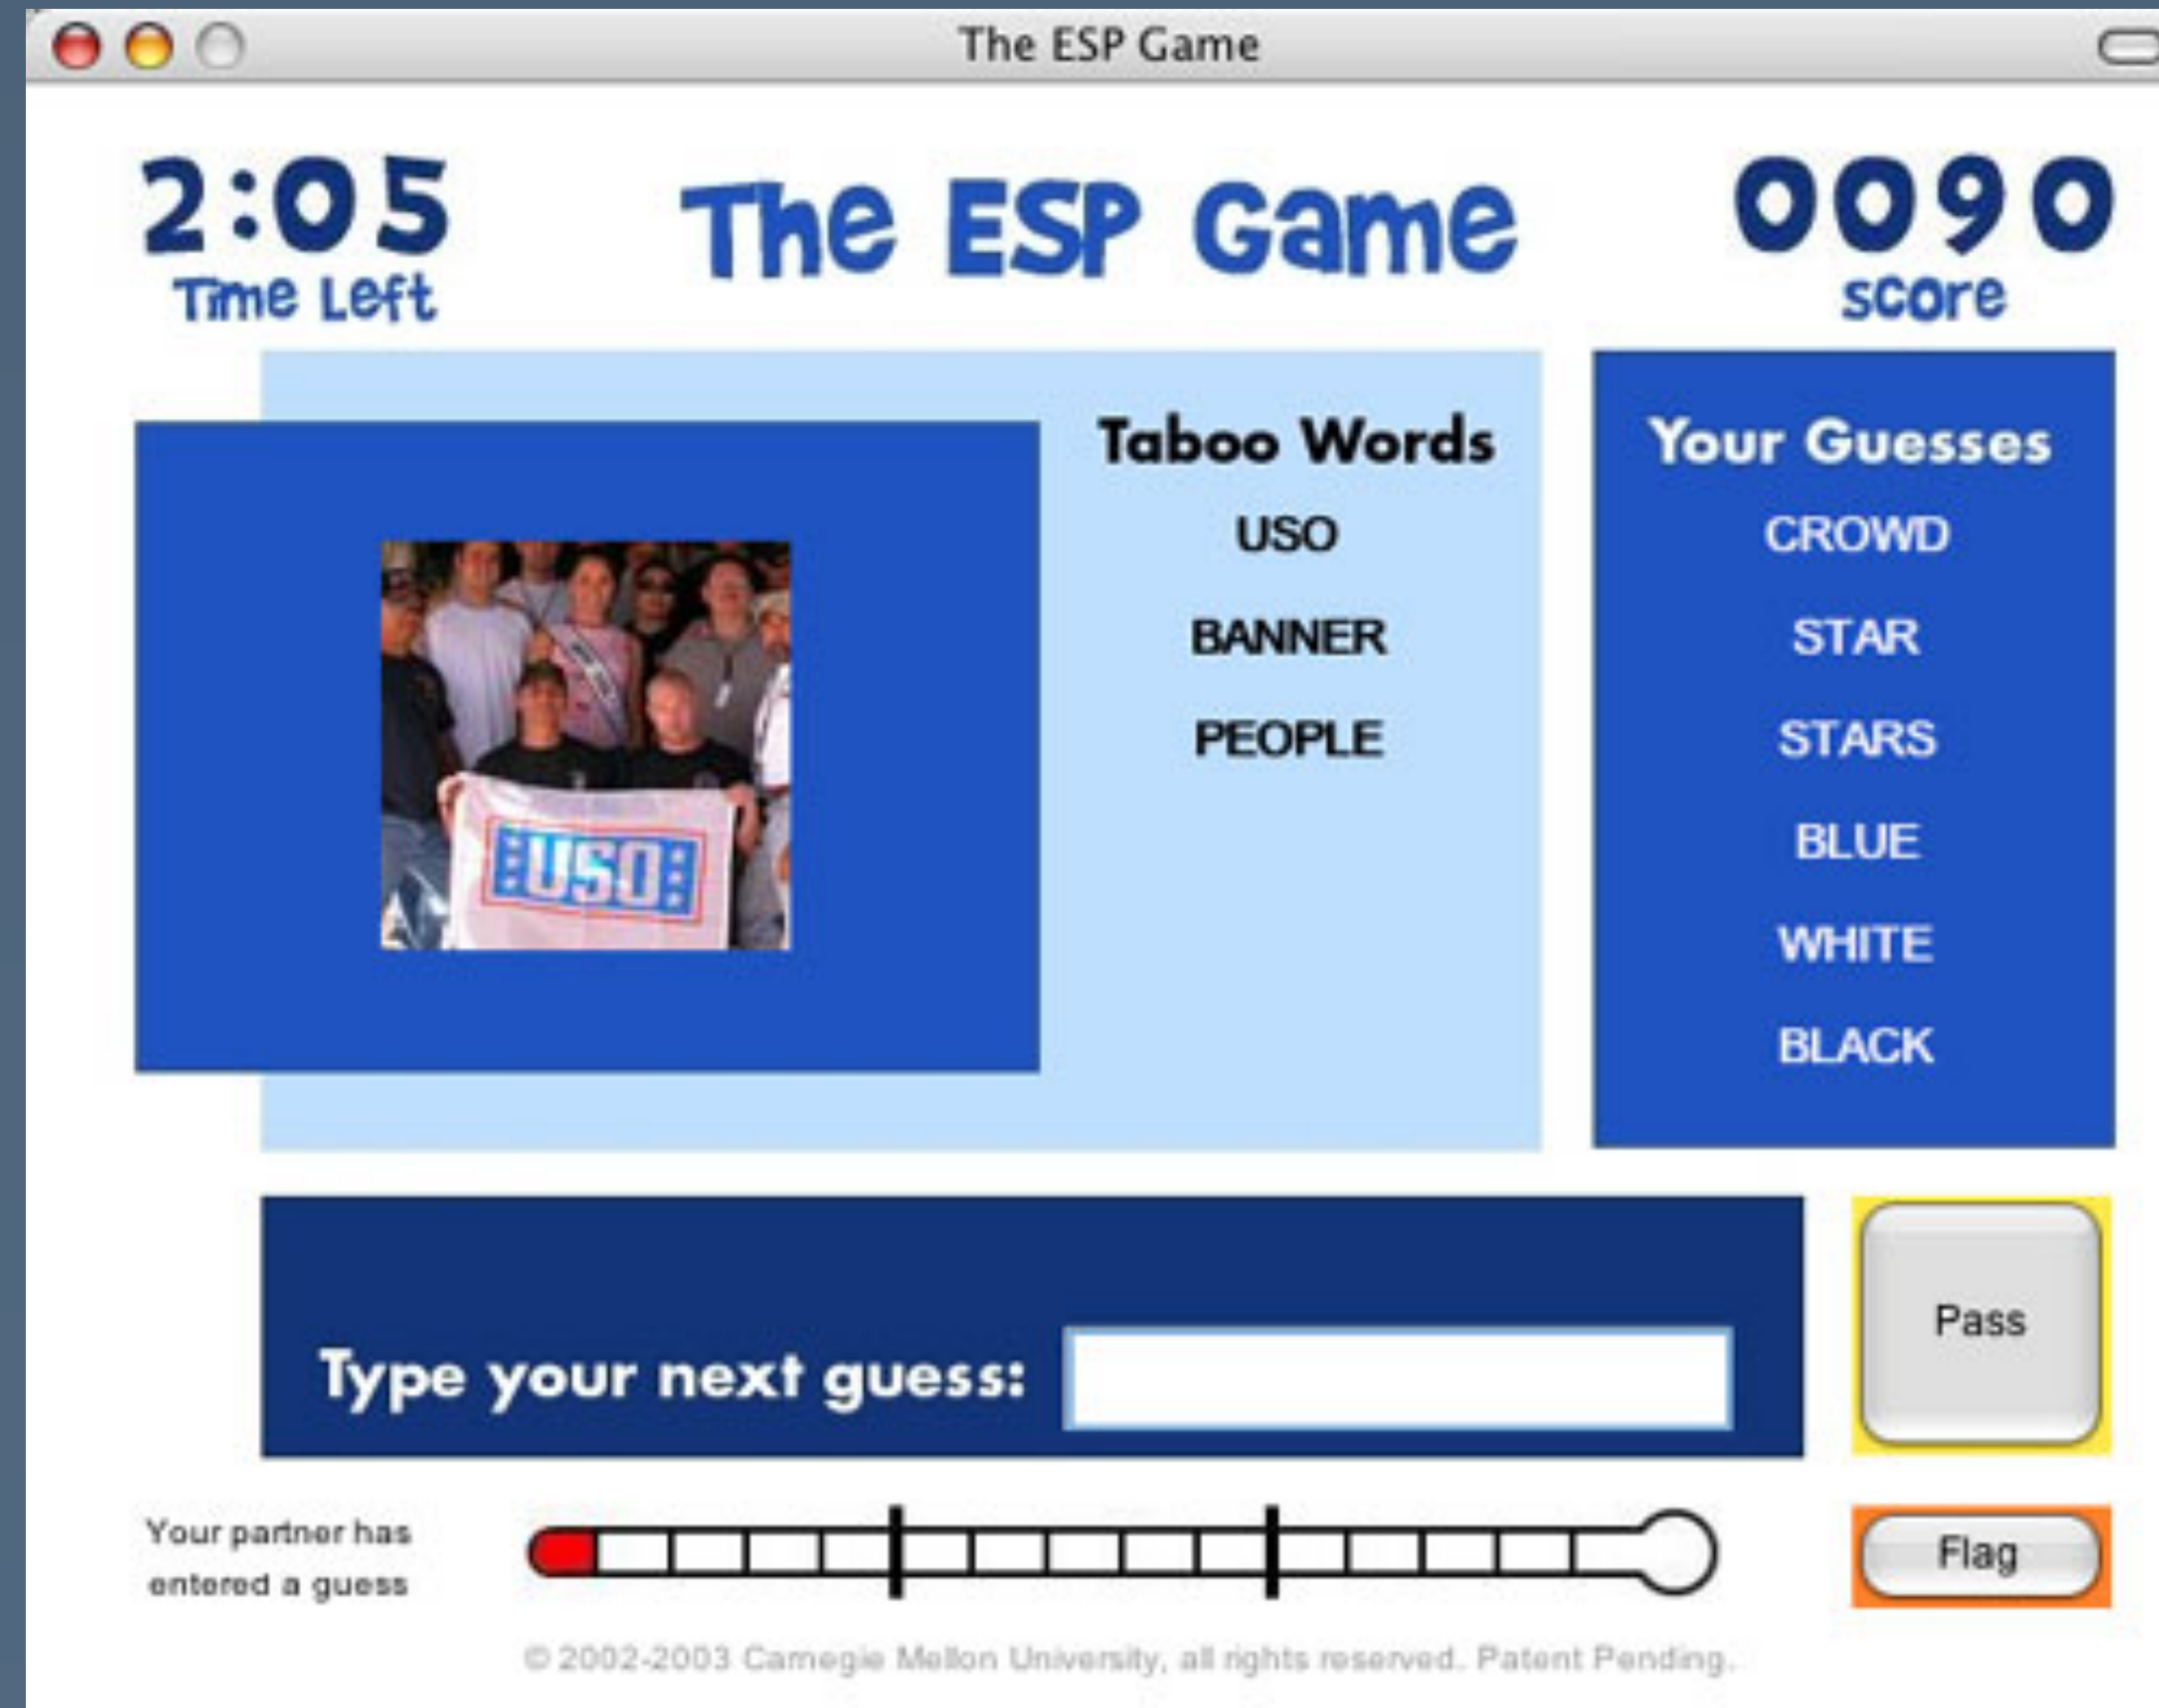 The ESP Game
2:05
Time Left
The ESP Game
0090
score
Taboo Words
USO
BANNER
PEOPLE
Your Guesses
CROWD
STAR
STARS
BLUE
WHITE
BLACK
USO
Type your next guess:
Pass
Your partner has
entered a guess
Flag
© 2002-2003 Carnegie Mellon University, all rights reserved. Patent Pending.